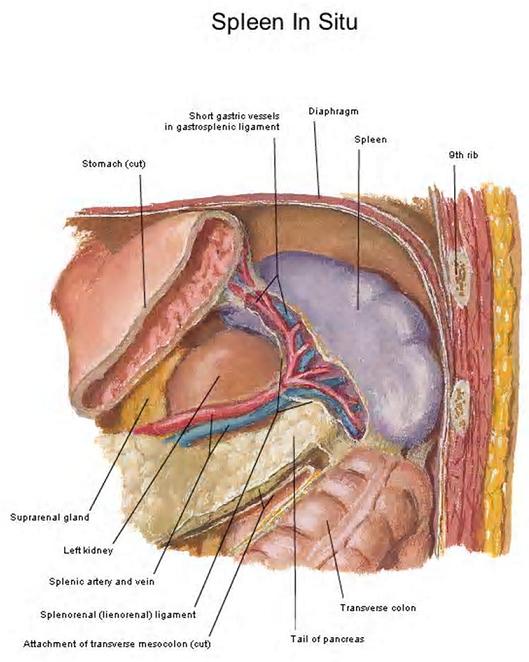 Spleen In Situ
Short gastric vessels
in gastrosplenic ligament
Diaphragm
Spleen
9th rib
Stomach (cut)
Suprarenal gland
Left kidney
Splenic artery and vein
Splenorenal (lienorenal) ligament
Attachment of transverse mesocolon (cut)
Tail of pancreas
Transverse colon